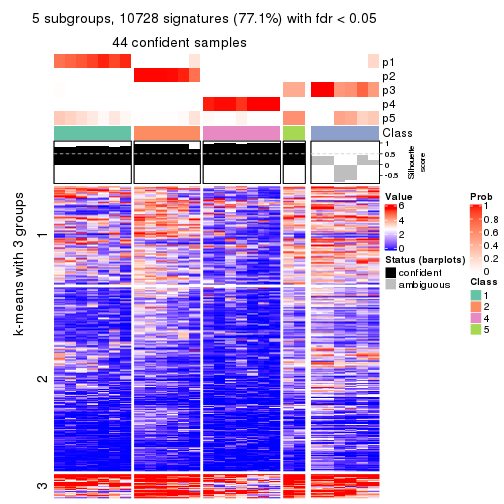 5 subgroups, 10728 signatures (77.1%) with fdr < 0.05
44 confident samples
p1
p2
p3
p4
p5
Class
1
0.5
0
-0.5
Silhouette
score
k-means with 3 groups
1
2
3
Value
6
4
2
0
Status (barplots)
confident
ambiguous
Prob
1
0.8
0.6
0.4
0.2
0
Class
1
2
4
5